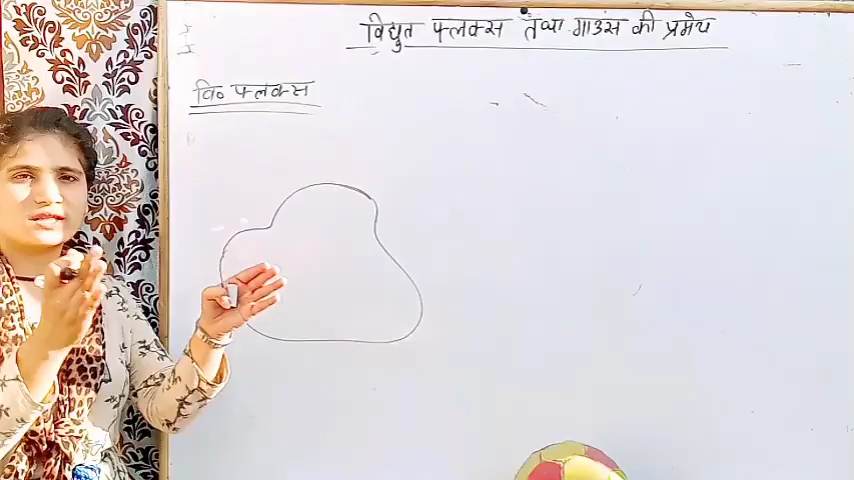 विद्युत फ्लक्स तथा गाउस की प्रमेय
वि० फ्लक्स